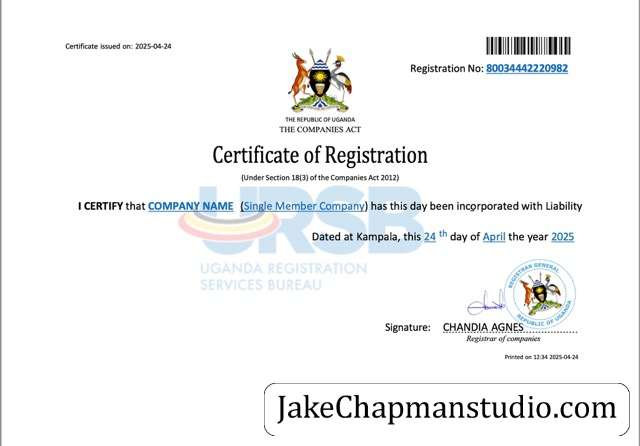 Certificate issued on: 2025-04-24
Registration No: 80034442220982
THE REPUBLIC OF UGANDA
THE COMPANIES ACT
Certificate of Registration
(Under Section 18(3) of the Companies Act 2012)
I CERTIFY that COMPANY NAME (Single Member Company) has this day been incorporated with Liability
URSB
Dated at Kampala, this 24 th day of April the year 2025
UGANDA REGISTRATION
SERVICES BUREAU
REGISTRAR GENERAL
REPUBLIC OF UGANDA
Signature: CHANDIA AGNES
Registrar of companies
Printed on 12:34 2025-04-24
JakeChapmanstudio.com